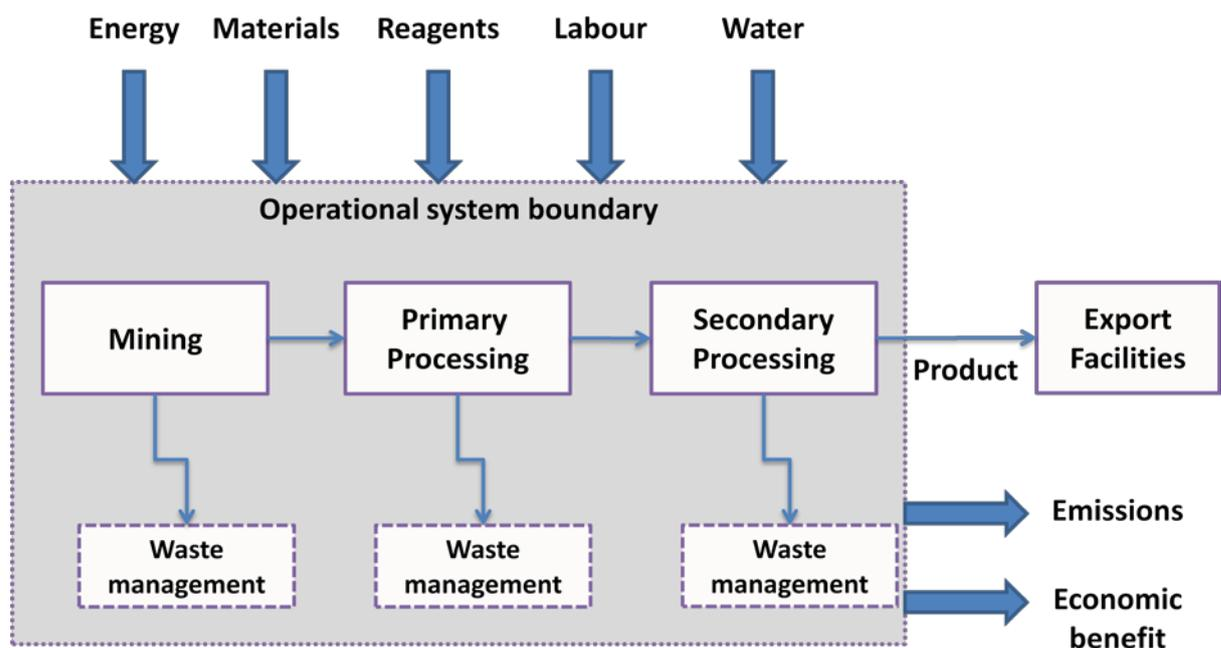 Energy Materials Reagents Labour Water
Operational system boundary
Mining
Primary
Processing
Secondary
Processing
Product
Export
Facilities
Waste
management
Waste
management
Waste
management
Emissions
Economic
benefit